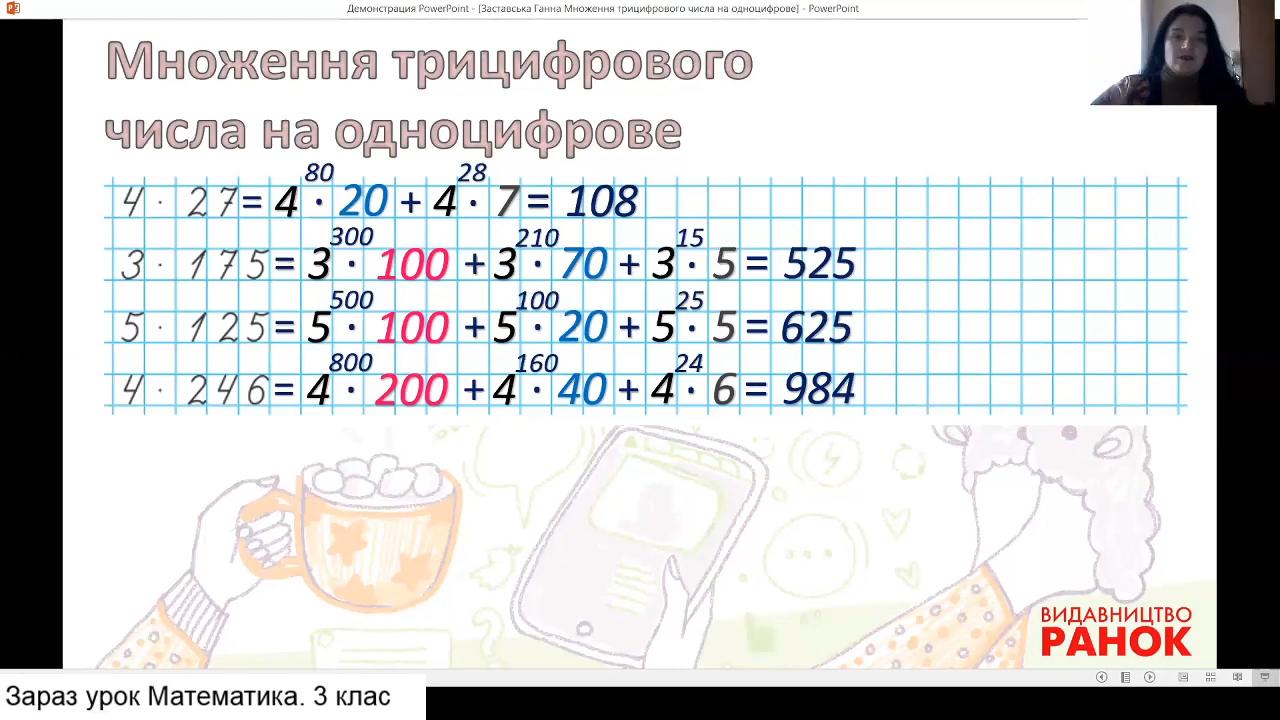 Демонстрация PowerPoint - [Заставська Ганна Множення трицифрового числа на одноцифрове] - PowerPoint
Множення трицифрового
числа на одноцифрове
80 28
4 · 27 = 4 · 20 + 4 · 7 = 108
300 210 15
3 · 175 = 3 · 100 + 3 · 70 + 3 · 5 = 525
500 100 25
5 · 125 = 5 · 100 + 5 · 20 + 5 · 5 = 625
800 160 24
4 · 246 = 4 · 200 + 4 · 40 + 4 · 6 = 984
ВИДАВНИЦТВО
РАНОК
Зараз урок Математика. 3 клас